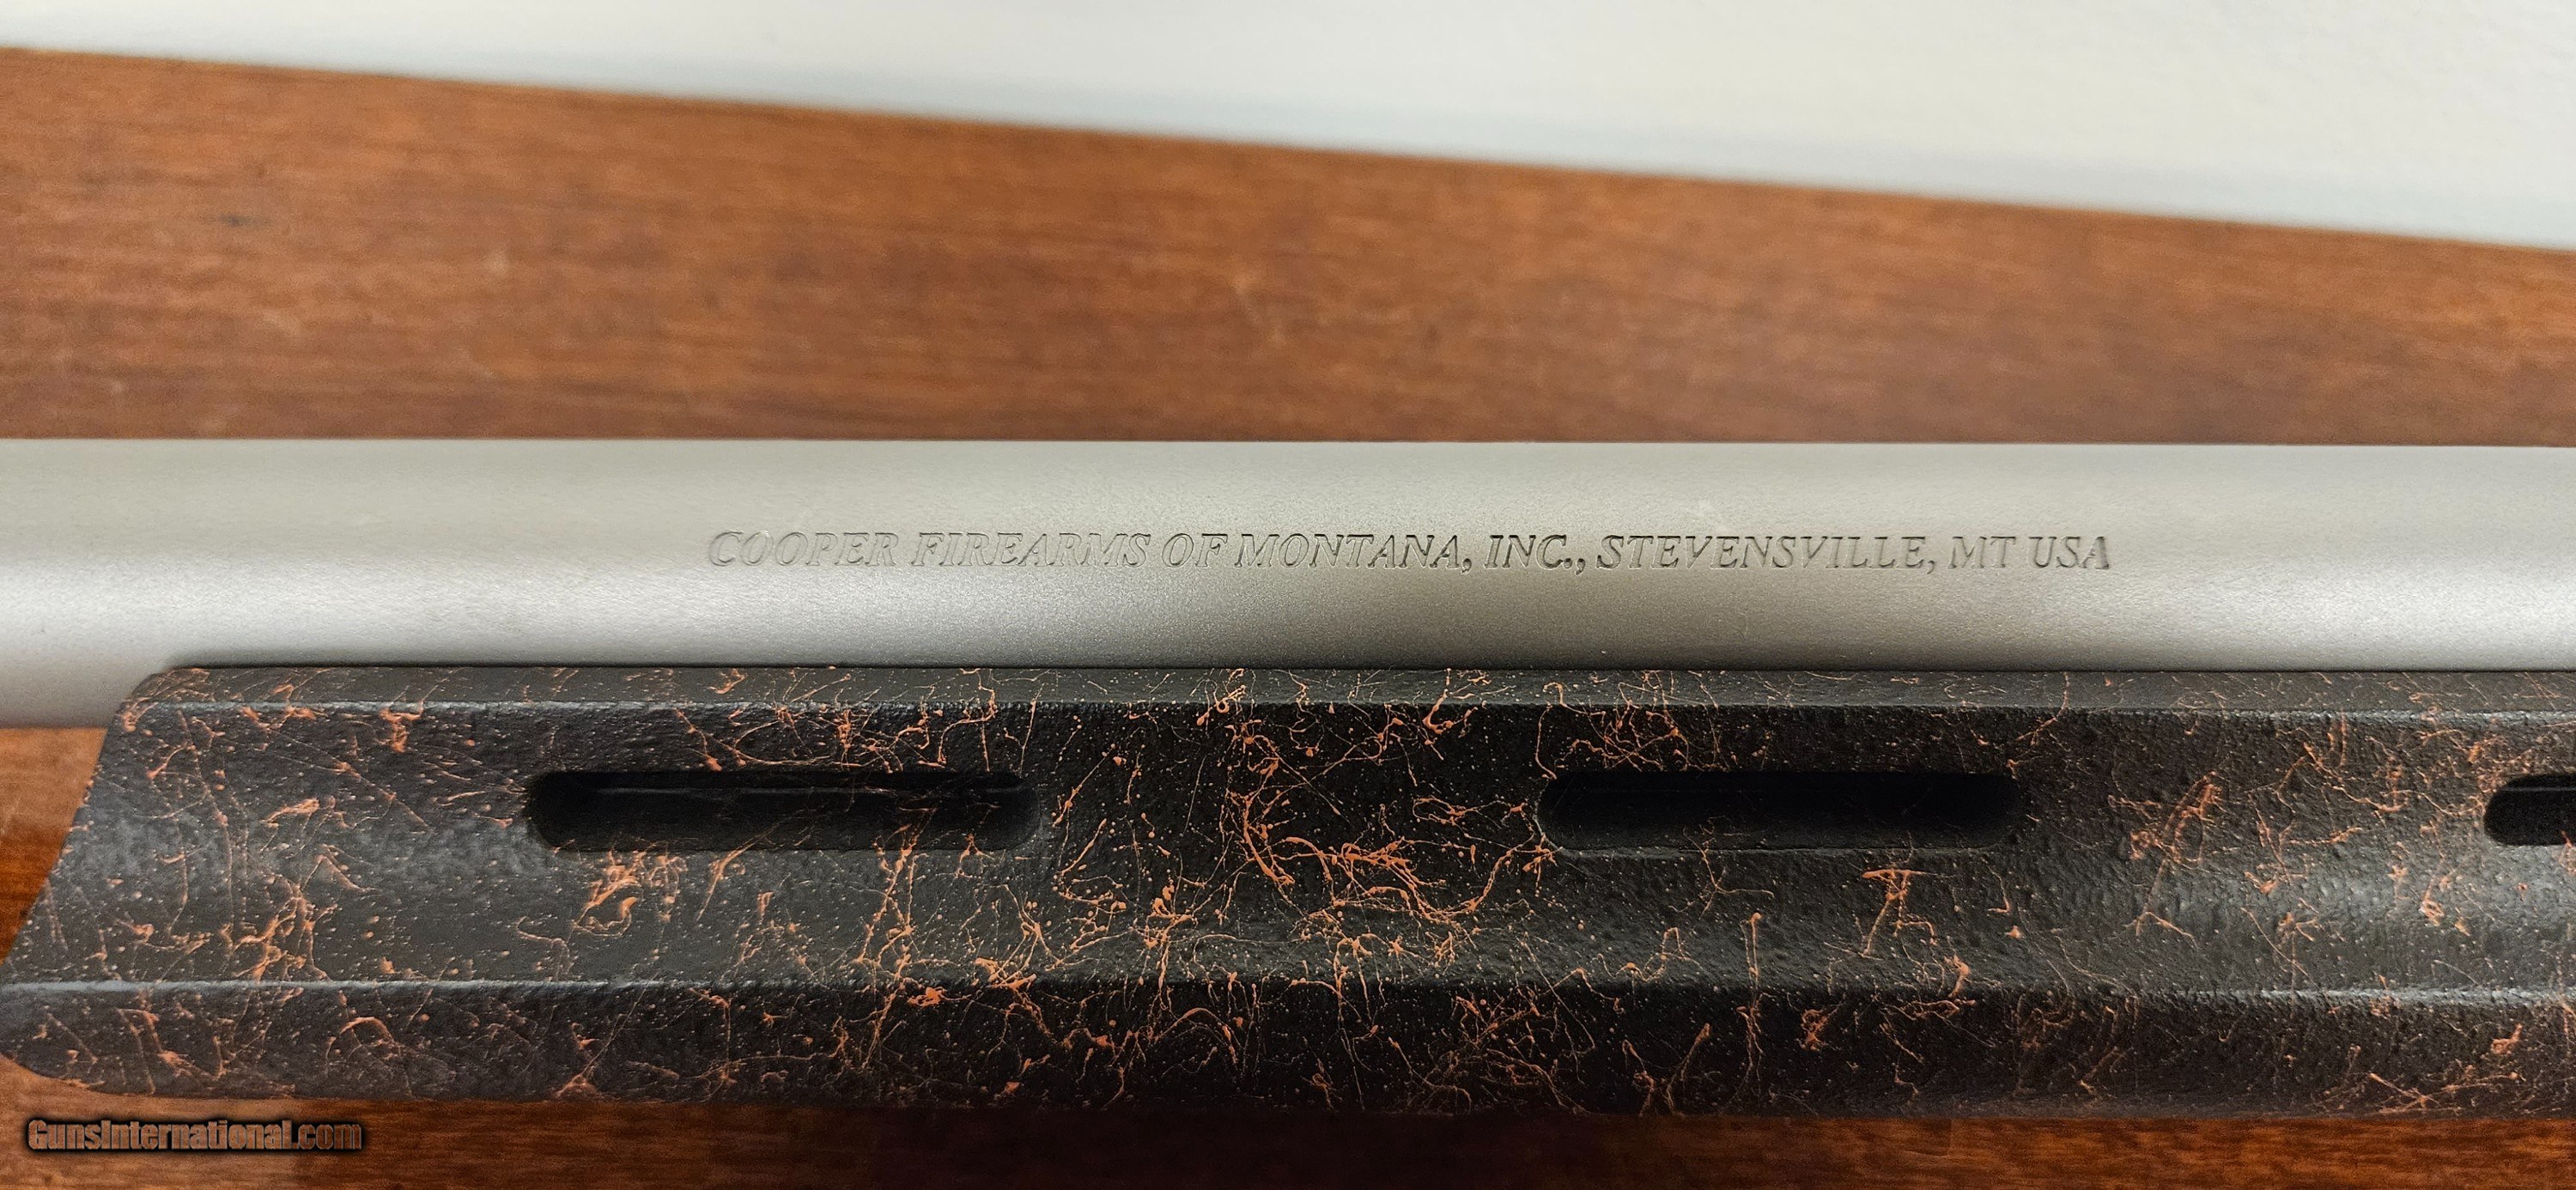 COOPER FIREARMS OF MONTANA, INC., STEVENSVILLE, MT USA
GunsInternational.com